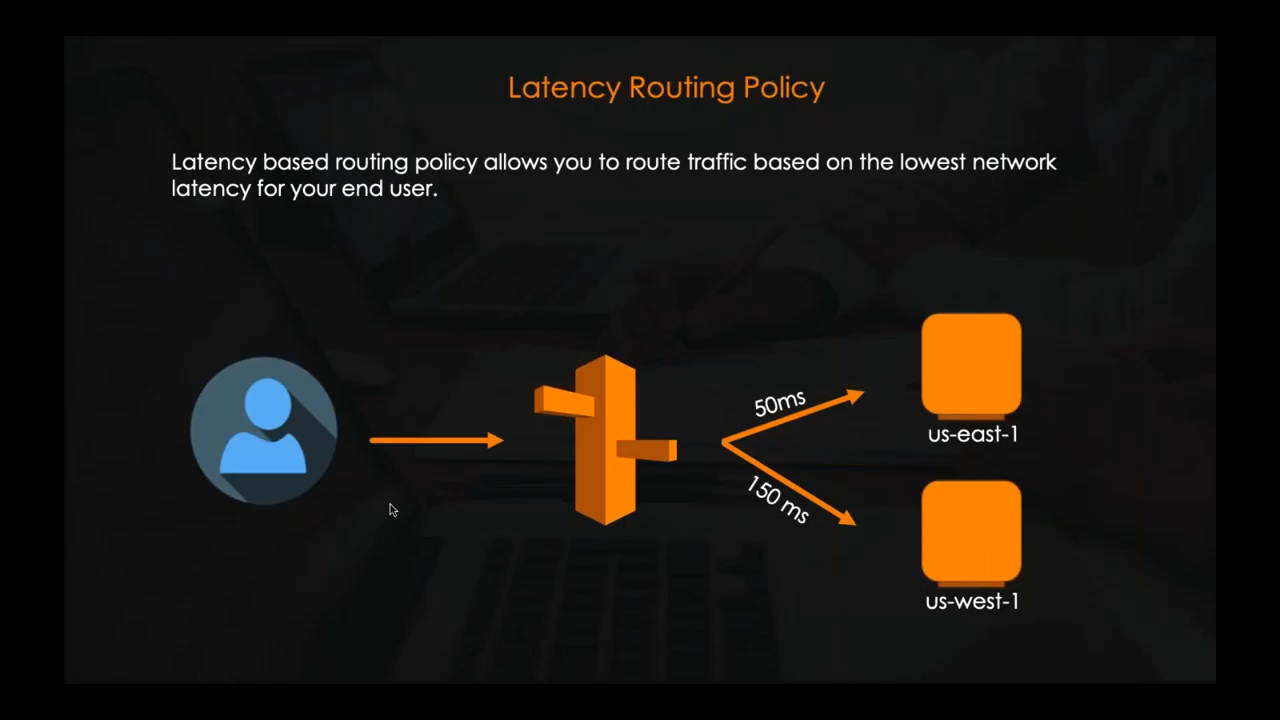 Latency Routing Policy
Latency based routing policy allows you to route traffic based on the lowest network
latency for your end user.
50ms
us-east-1
150 ms
us-west-1